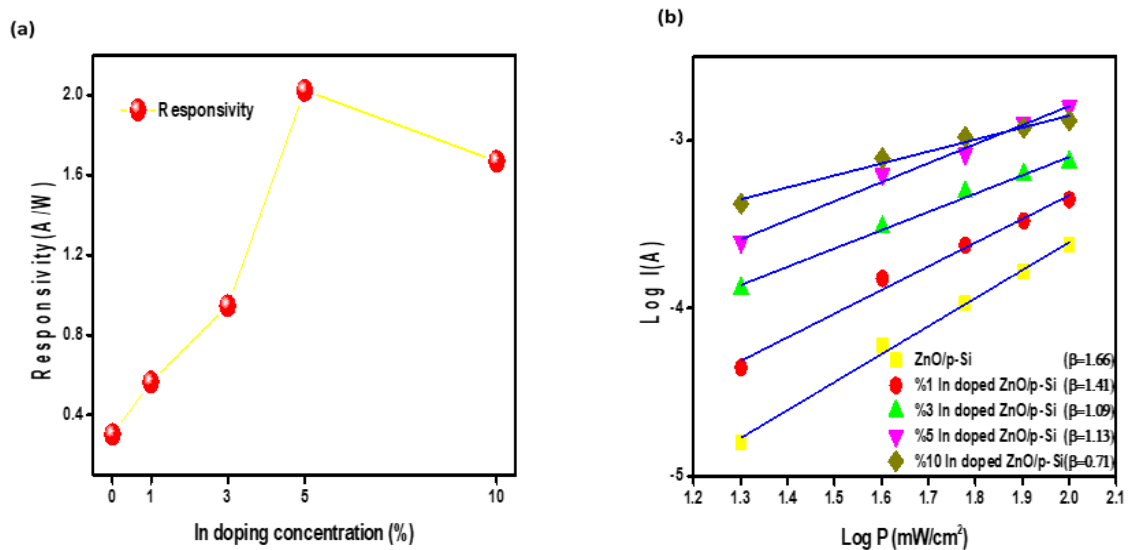 (a)
Responsivity
Responsivity (A/W)
2.0
1.6
1.2
0.8
0.4
0 1 3 5 10
In doping concentration (%)
(b)
Log I(A)
-3
-4
-5
ZnO/p-Si (β=1.66)
%1 In doped ZnO/p-Si (β=1.41)
%3 In doped ZnO/p-Si (β=1.09)
%5 In doped ZnO/p-Si (β=1.13)
%10 In doped ZnO/p-Si(β=0.71)
1.2 1.3 1.4 1.5 1.6 1.7 1.8 1.9 2.0 2.1
Log P (mW/cm²)